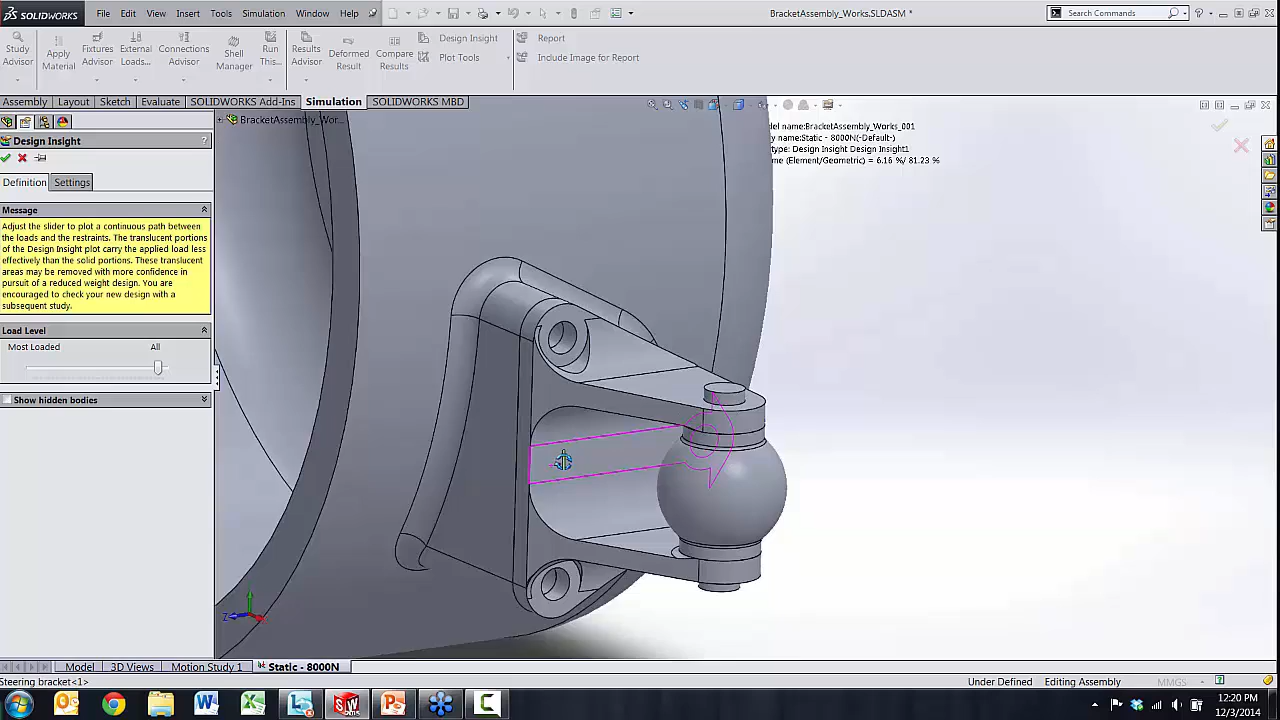 SOLIDWORKS
File Edit View Insert Tools Simulation Window Help
BracketAssembly_Works.SLDASM *
Search Commands
Study Advisor
Apply Material
Fixtures Advisor
External Loads...
Connections Advisor
Shell Manager
Run This...
Results Advisor
Deformed Result
Compare Results
Design Insight
Plot Tools
Report
Include Image for Report
Assembly Layout Sketch Evaluate SOLIDWORKS Add-Ins Simulation SOLIDWORKS MBD
BracketAssembly_Wor...
Design Insight
Definition Settings
Message
Adjust the slider to plot a continuous path between
the loads and the restraints. The translucent portions
of the Design Insight plot carry the applied load less
effectively than the solid portions. These translucent
areas may be removed with more confidence in
pursuit of a reduced weight design. You are
encouraged to check your new design with a
subsequent study.
Load Level
Most Loaded All
Show hidden bodies
del name:BracketAssembly_Works_001
y name:Static - 8000N(-Default-)
type: Design Insight Design Insight1
me (Element/Geometric) = 6.16 %/ 81.23 %
Z
Model 3D Views Motion Study 1 Static - 8000N
Steering bracket<1>
Under Defined Editing Assembly MMGS
12:20 PM
12/3/2014